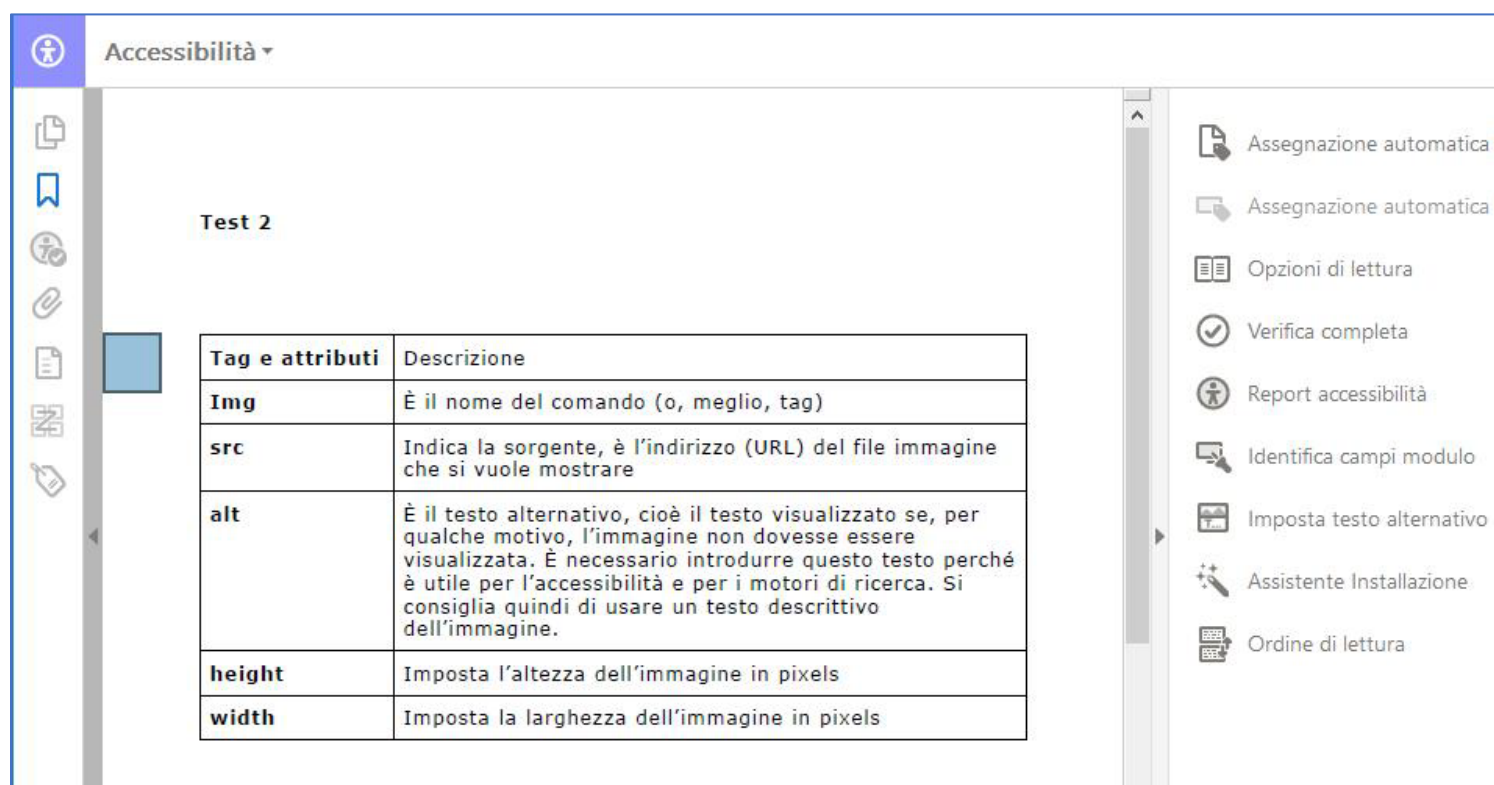 Accessibilità
Test 2
Tag e attributi Descrizione
Img È il nome del comando (o, meglio, tag)
src Indica la sorgente, è l'indirizzo (URL) del file immagine
che si vuole mostrare
alt È il testo alternativo, cioè il testo visualizzato se, per
qualche motivo, l'immagine non dovesse essere
visualizzata. È necessario introdurre questo testo perché
è utile per l'accessibilità e per i motori di ricerca. Si
consiglia quindi di usare un testo descrittivo
dell'immagine.
height Imposta l'altezza dell'immagine in pixels
width Imposta la larghezza dell'immagine in pixels
Assegnazione automatica
Assegnazione automatica
Opzioni di lettura
Verifica completa
Report accessibilità
Identifica campi modulo
Imposta testo alternativo
Assistente Installazione
Ordine di lettura